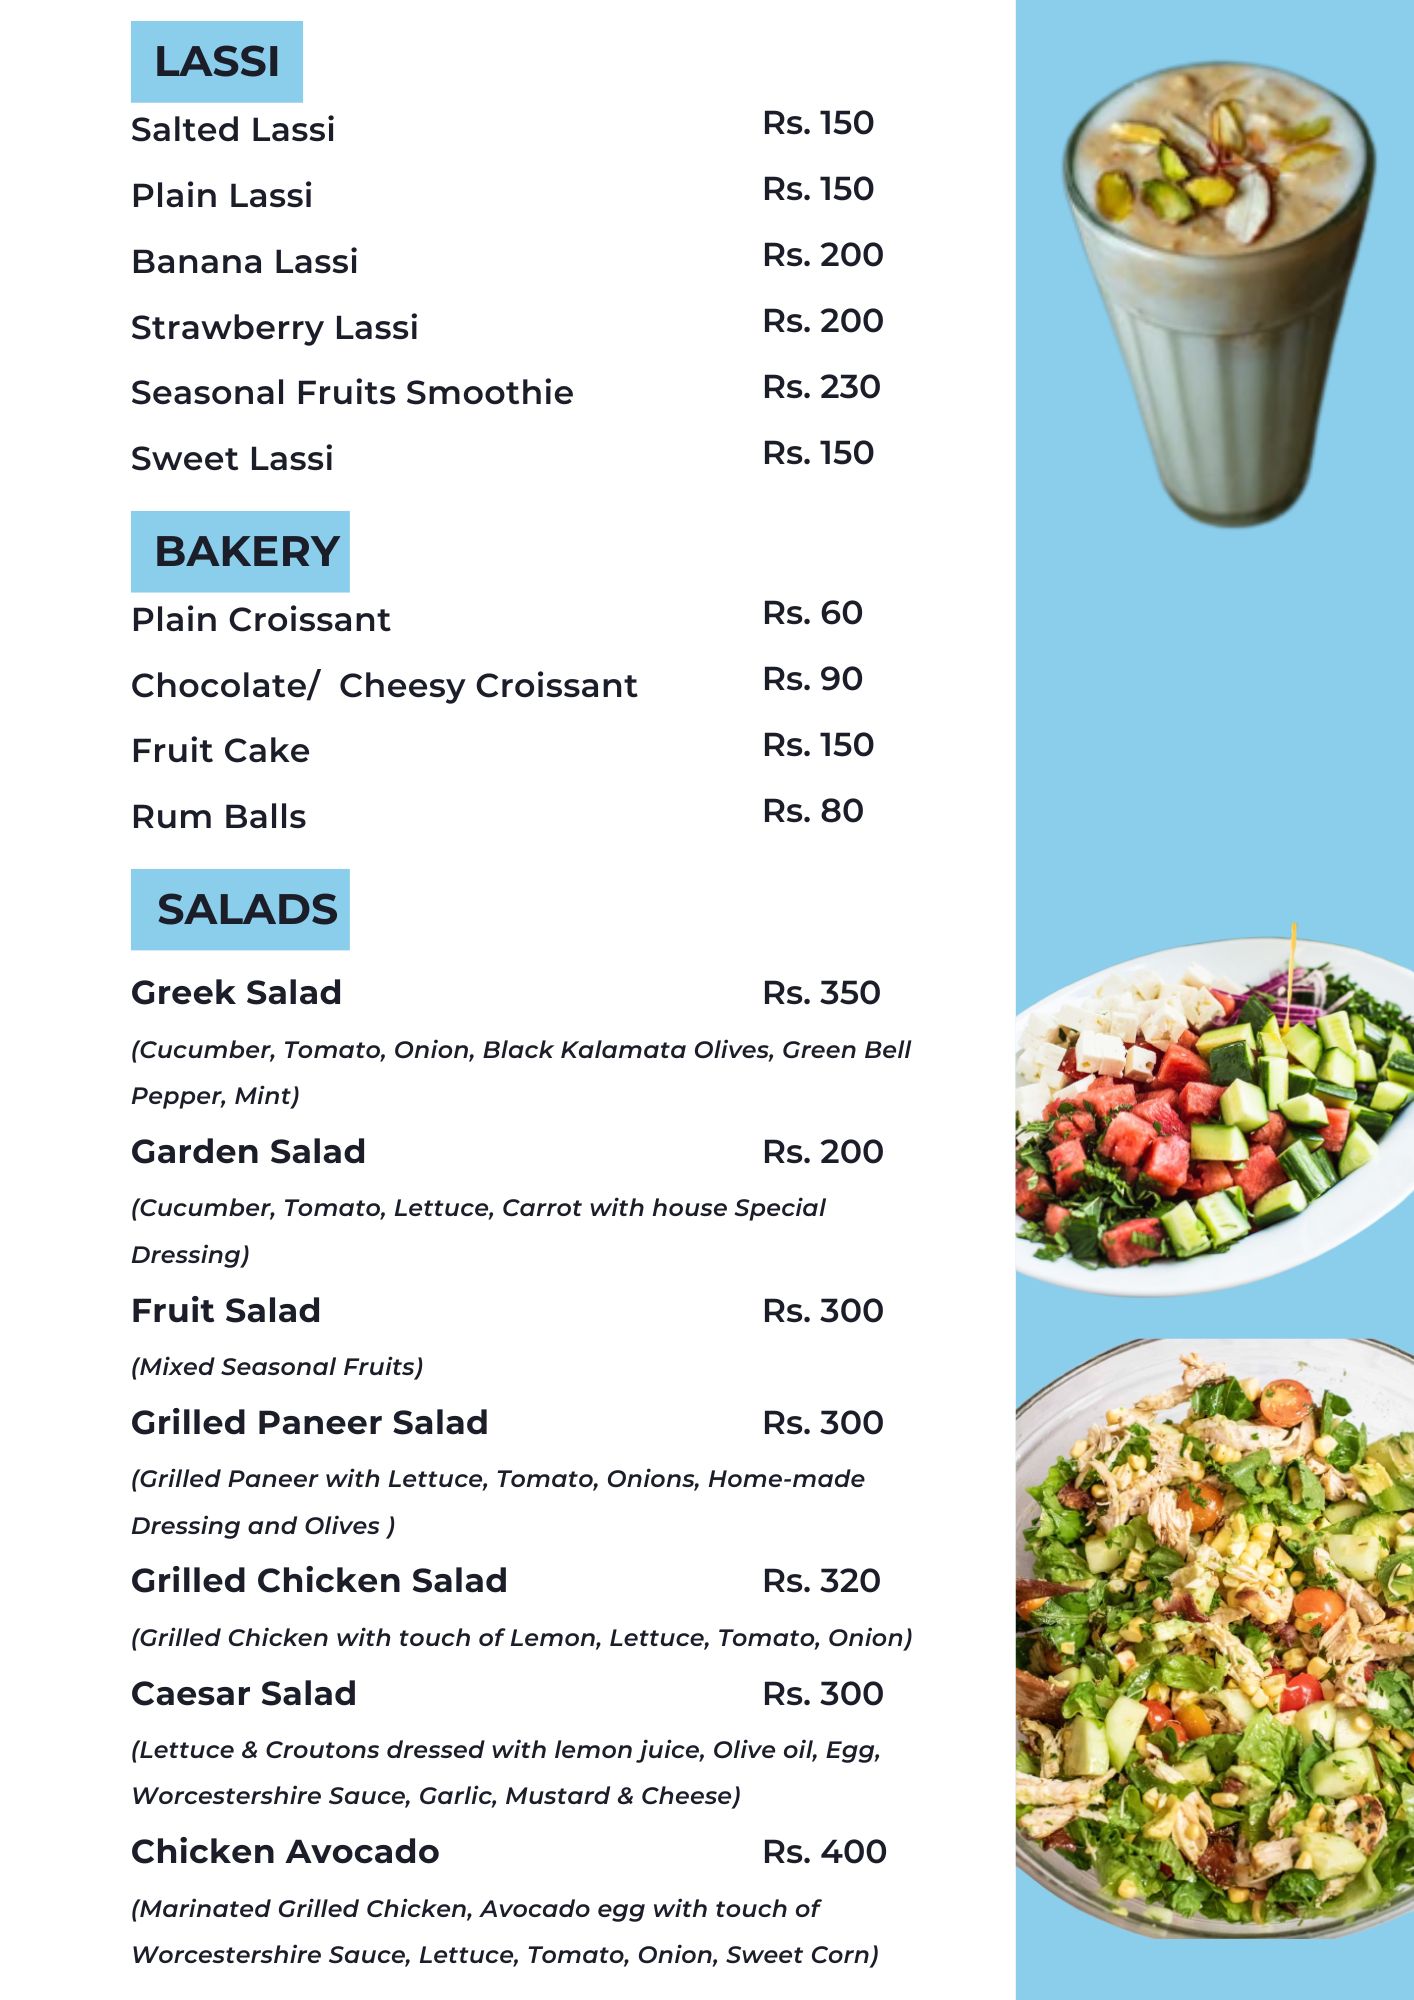 LASSI
Salted Lassi Rs. 150
Plain Lassi Rs. 150
Banana Lassi Rs. 200
Strawberry Lassi Rs. 200
Seasonal Fruits Smoothie Rs. 230
Sweet Lassi Rs. 150
BAKERY
Plain Croissant Rs. 60
Chocolate/ Cheesy Croissant Rs. 90
Fruit Cake Rs. 150
Rum Balls Rs. 80
SALADS
Greek Salad Rs. 350
(Cucumber, Tomato, Onion, Black Kalamata Olives, Green Bell
Pepper, Mint)
Garden Salad Rs. 200
(Cucumber, Tomato, Lettuce, Carrot with house Special
Dressing)
Fruit Salad Rs. 300
(Mixed Seasonal Fruits)
Grilled Paneer Salad Rs. 300
(Grilled Paneer with Lettuce, Tomato, Onions, Home-made
Dressing and Olives )
Grilled Chicken Salad Rs. 320
(Grilled Chicken with touch of Lemon, Lettuce, Tomato, Onion)
Caesar Salad Rs. 300
(Lettuce & Croutons dressed with lemon juice, Olive oil, Egg,
Worcestershire Sauce, Garlic, Mustard & Cheese)
Chicken Avocado Rs. 400
(Marinated Grilled Chicken, Avocado egg with touch of
Worcestershire Sauce, Lettuce, Tomato, Onion, Sweet Corn)